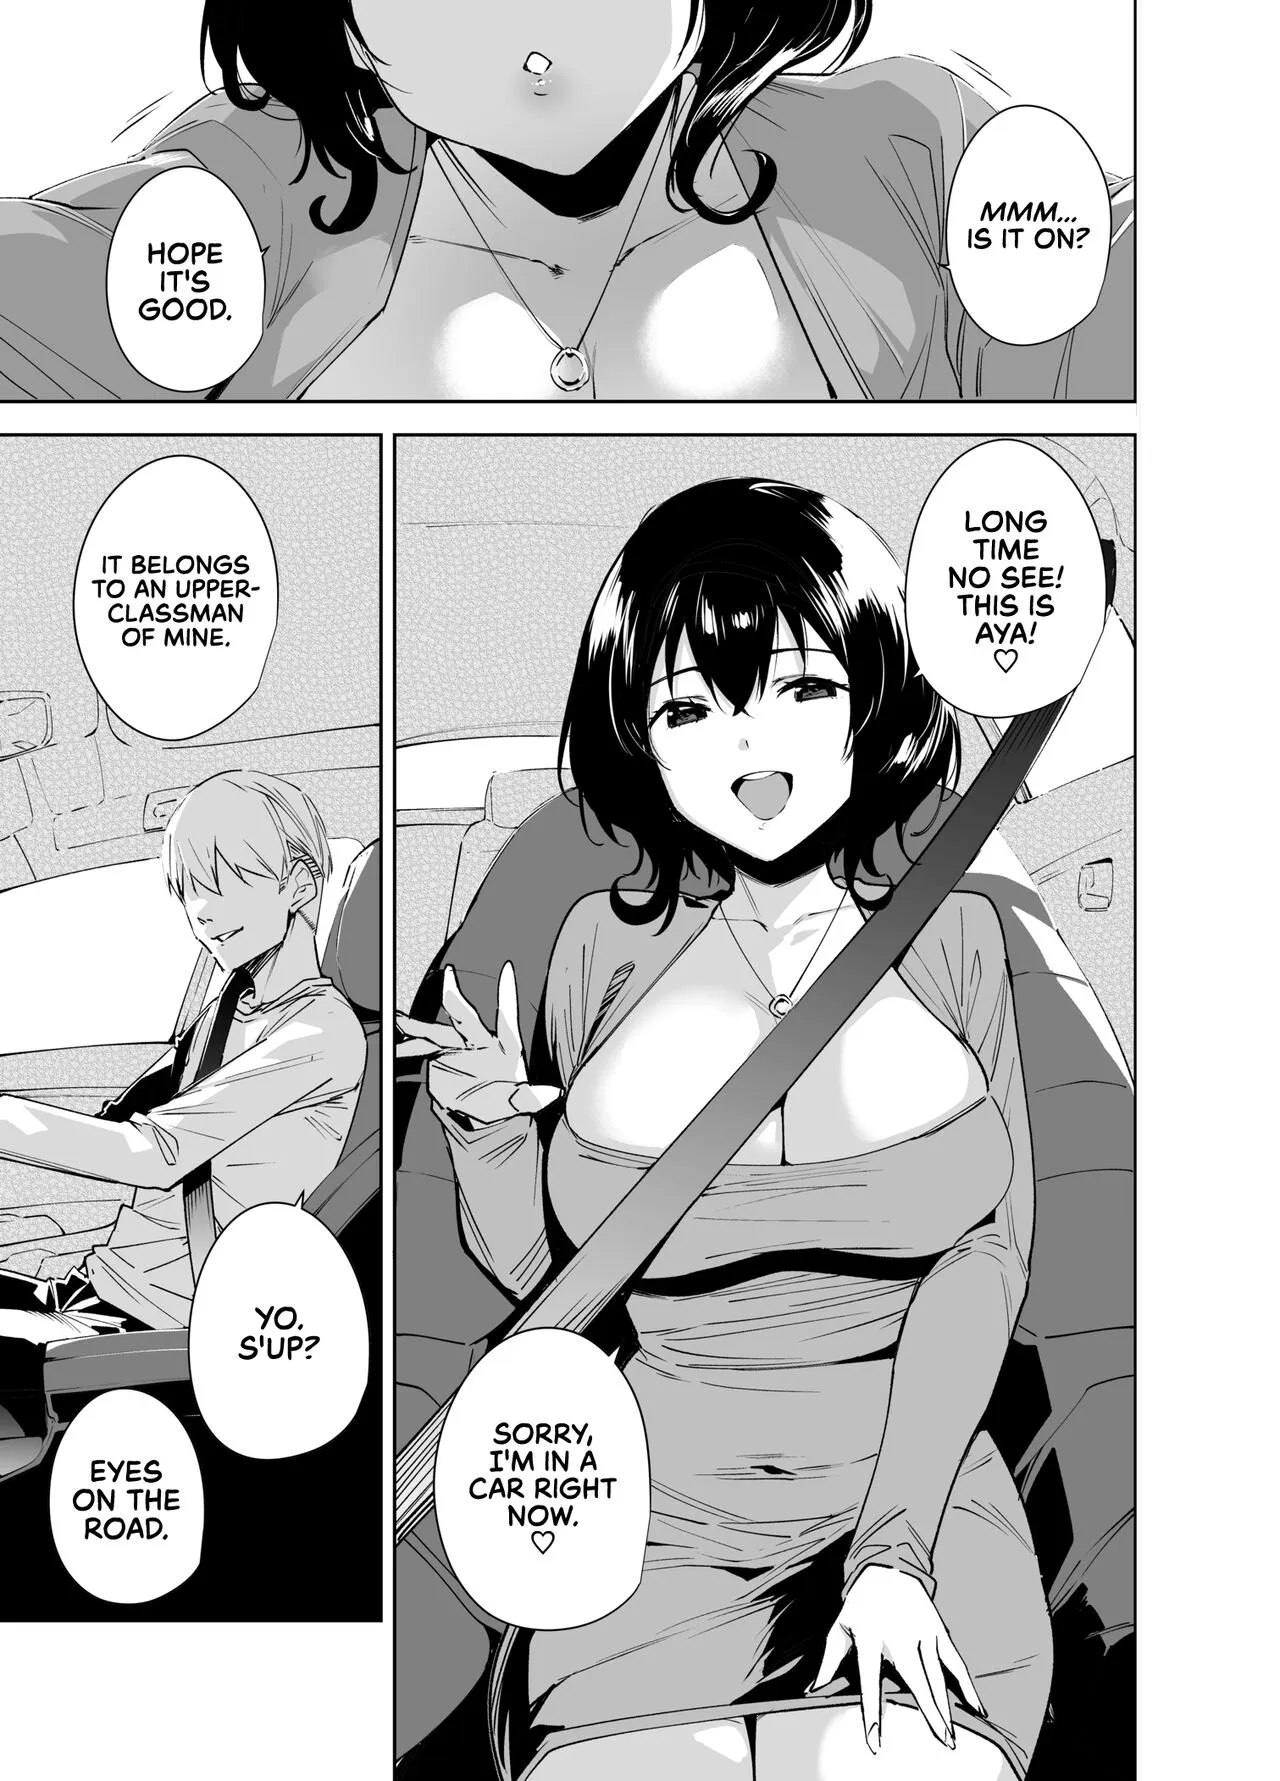 MMM...
IS IT ON?
HOPE
IT'S
GOOD.
LONG
TIME
NO SEE!
THIS IS
AYA!
♡
SORRY,
I'M IN A
CAR RIGHT
NOW.
♡
IT BELONGS
TO AN UPPER-
CLASSMAN
OF MINE.
YO.
S'UP?
EYES
ON THE
ROAD.